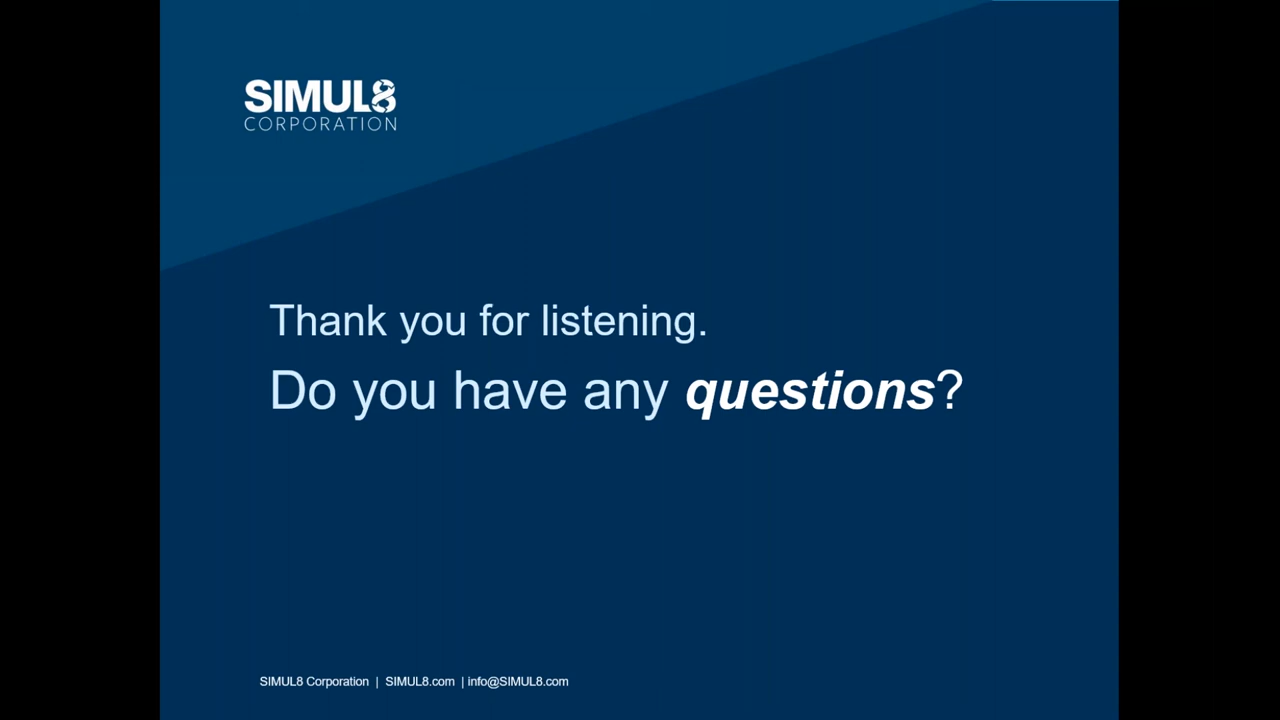 SIMUL8
CORPORATION
Thank you for listening.
Do you have any questions?
SIMUL8 Corporation | SIMUL8.com | info@SIMUL8.com